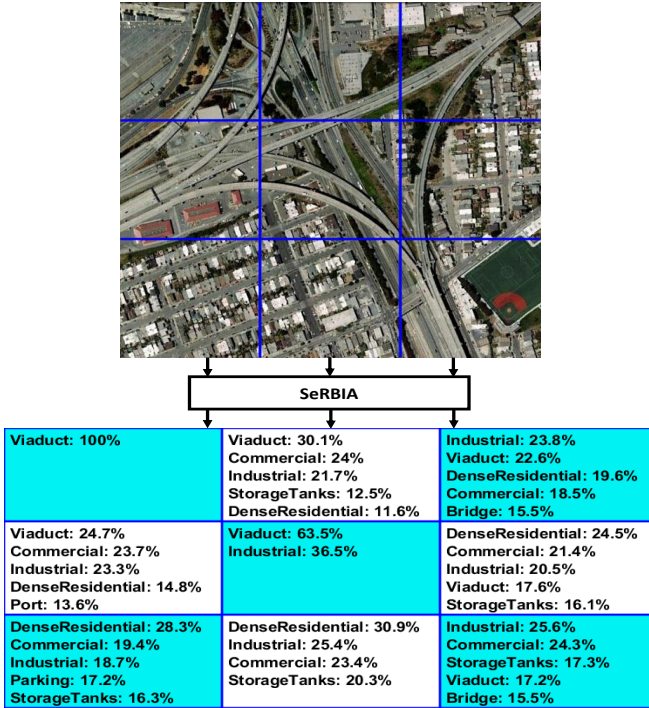 SeRBIA
Viaduct: 100%
Viaduct: 30.1%
Commercial: 24%
Industrial: 21.7%
StorageTanks: 12.5%
DenseResidential: 11.6%
Industrial: 23.8%
Viaduct: 22.6%
DenseResidential: 19.6%
Commercial: 18.5%
Bridge: 15.5%
Viaduct: 24.7%
Commercial: 23.7%
Industrial: 23.3%
DenseResidential: 14.8%
Port: 13.6%
Viaduct: 63.5%
Industrial: 36.5%
DenseResidential: 24.5%
Commercial: 21.4%
Industrial: 20.5%
Viaduct: 17.6%
StorageTanks: 16.1%
DenseResidential: 28.3%
Commercial: 19.4%
Industrial: 18.7%
Parking: 17.2%
StorageTanks: 16.3%
DenseResidential: 30.9%
Industrial: 25.4%
Commercial: 23.4%
StorageTanks: 20.3%
Industrial: 25.6%
Commercial: 24.3%
StorageTanks: 17.3%
Viaduct: 17.2%
Bridge: 15.5%